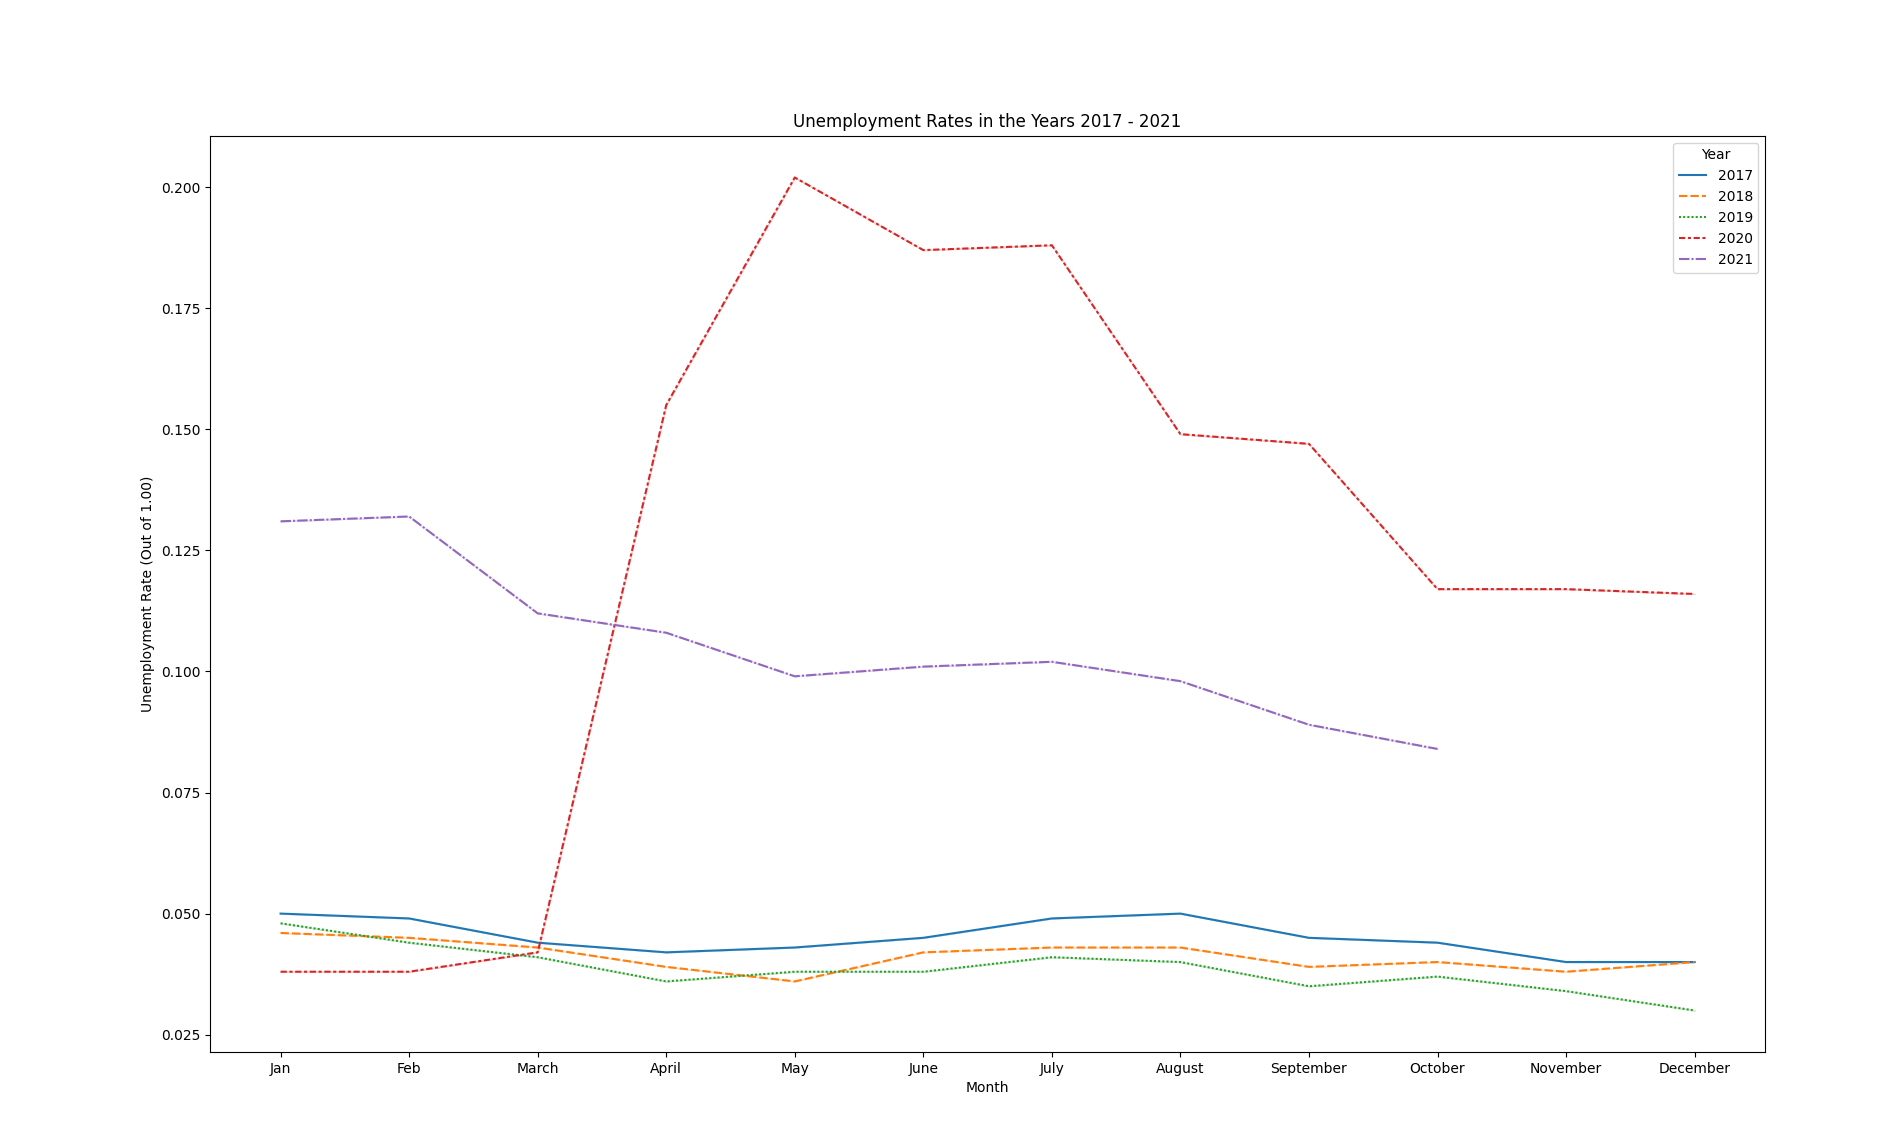 Unemployment Rates in the Years 2017 - 2021
Year
2017
2018
2019
2020
2021
Unemployment Rate (Out of 1.00)
0.200
0.175
0.150
0.125
0.100
0.075
0.050
0.025
Jan Feb March April May June July August September October November December
Month